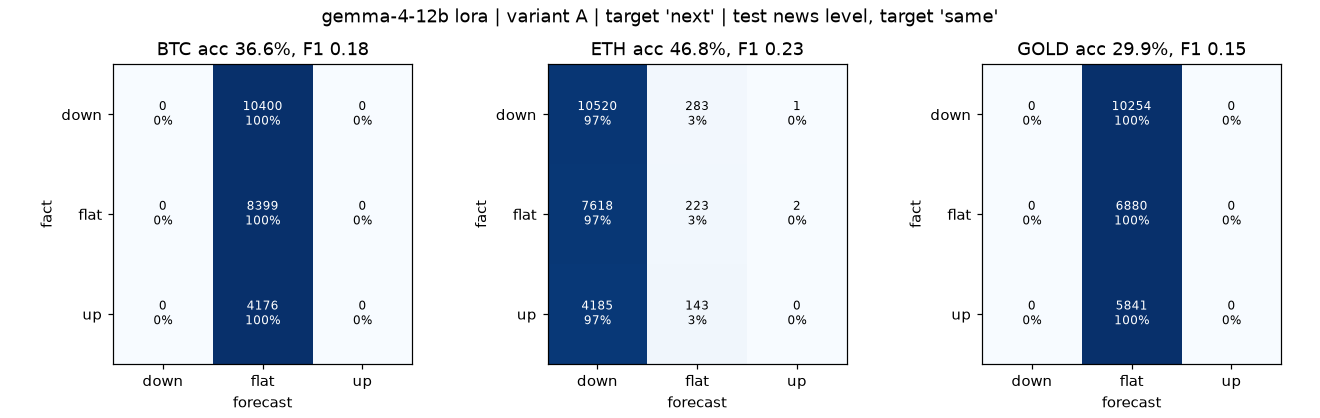 gemma-4-12b lora | variant A | target 'next' | test news level, target 'same'
BTC acc 36.6%, F1 0.18
fact
down
flat
up
0
0%
10400
100%
0
0%
0
0%
8399
100%
0
0%
0
0%
4176
100%
0
0%
down flat up
forecast
ETH acc 46.8%, F1 0.23
fact
down
flat
up
10520
97%
283
3%
1
0%
7618
97%
223
3%
2
0%
4185
97%
143
3%
0
0%
down flat up
forecast
GOLD acc 29.9%, F1 0.15
fact
down
flat
up
0
0%
10254
100%
0
0%
0
0%
6880
100%
0
0%
0
0%
5841
100%
0
0%
down flat up
forecast